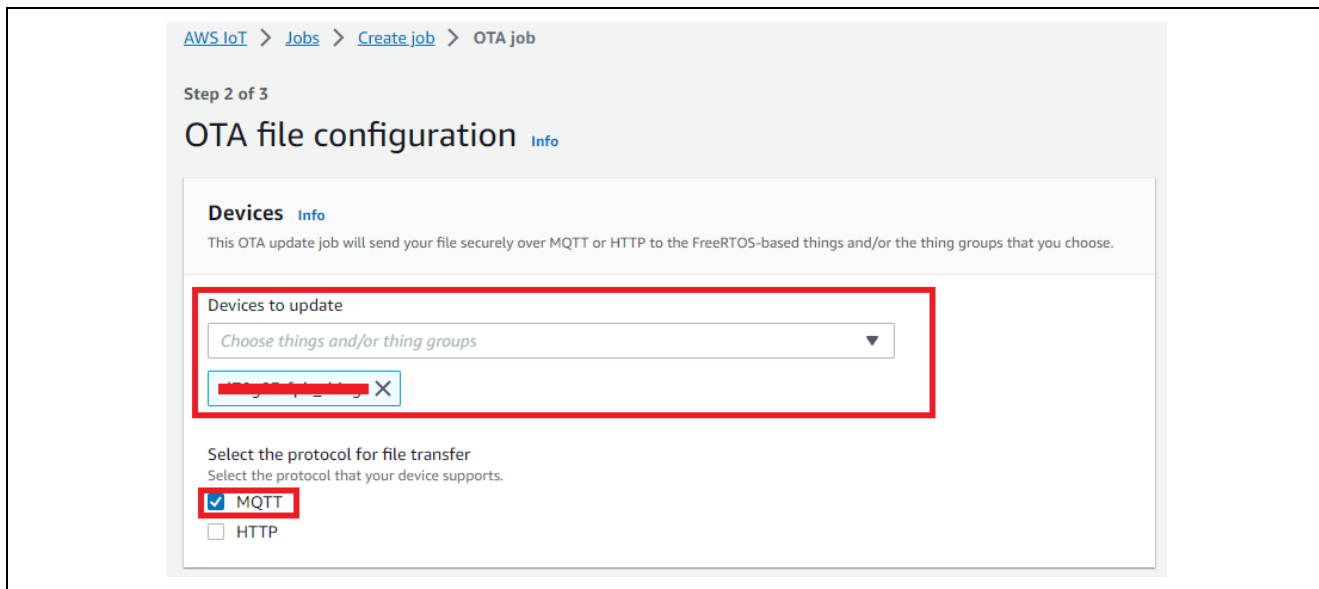 AWS IoT > Jobs > Create job > OTA job
Step 2 of 3
OTA file configuration Info
Devices Info
This OTA update job will send your file securely over MQTT or HTTP to the FreeRTOS-based things and/or the thing groups that you choose.
Devices to update
Choose things and/or thing groups
Select the protocol for file transfer
Select the protocol that your device supports.
MQTT
HTTP